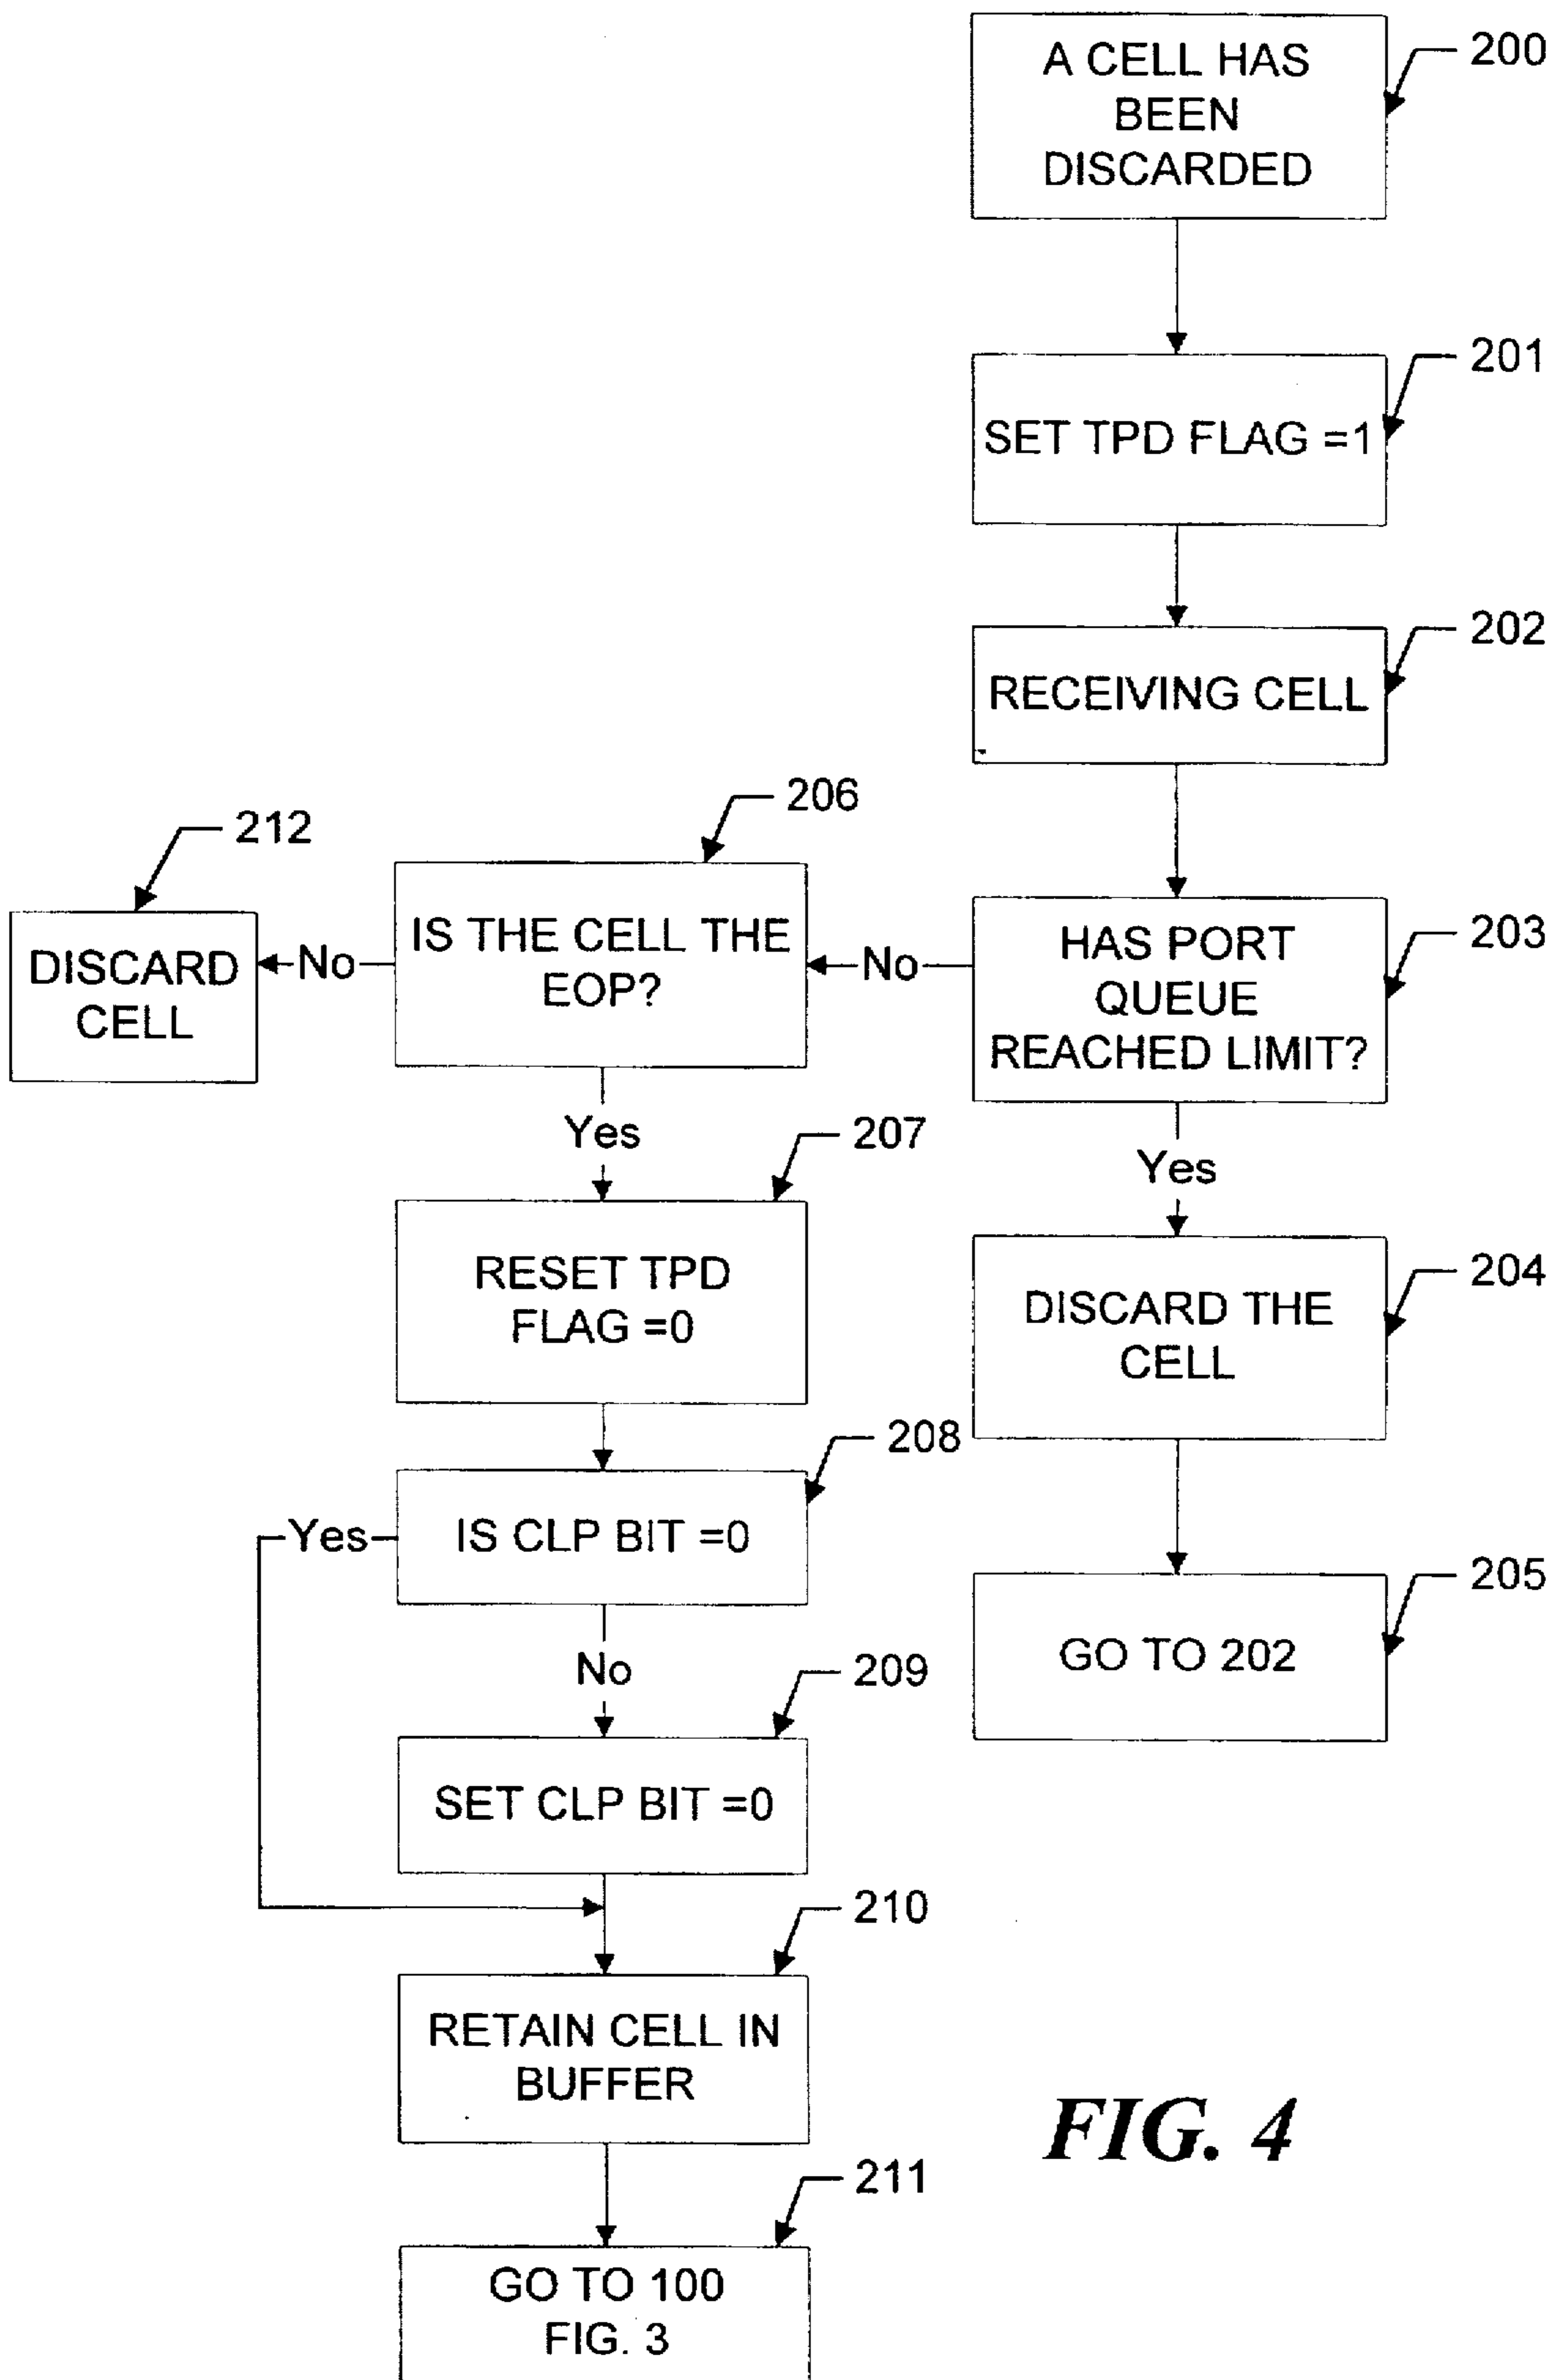 A CELL HAS
BEEN
DISCARDED
200
SET TPD FLAG =1
201
RECEIVING CELL
202
HAS PORT
QUEUE
REACHED LIMIT?
203
Yes
DISCARD THE
CELL
204
GO TO 202
205
No
IS THE CELL THE
EOP?
206
No
DISCARD
CELL
212
Yes
RESET TPD
FLAG =0
207
IS CLP BIT =0
208
Yes
No
SET CLP BIT =0
209
RETAIN CELL IN
BUFFER
210
GO TO 100
FIG. 3
211
FIG. 4